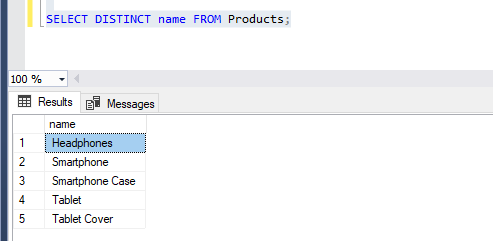 SELECT DISTINCT name FROM Products;
100 %
Results Messages
name
1 Headphones
2 Smartphone
3 Smartphone Case
4 Tablet
5 Tablet Cover